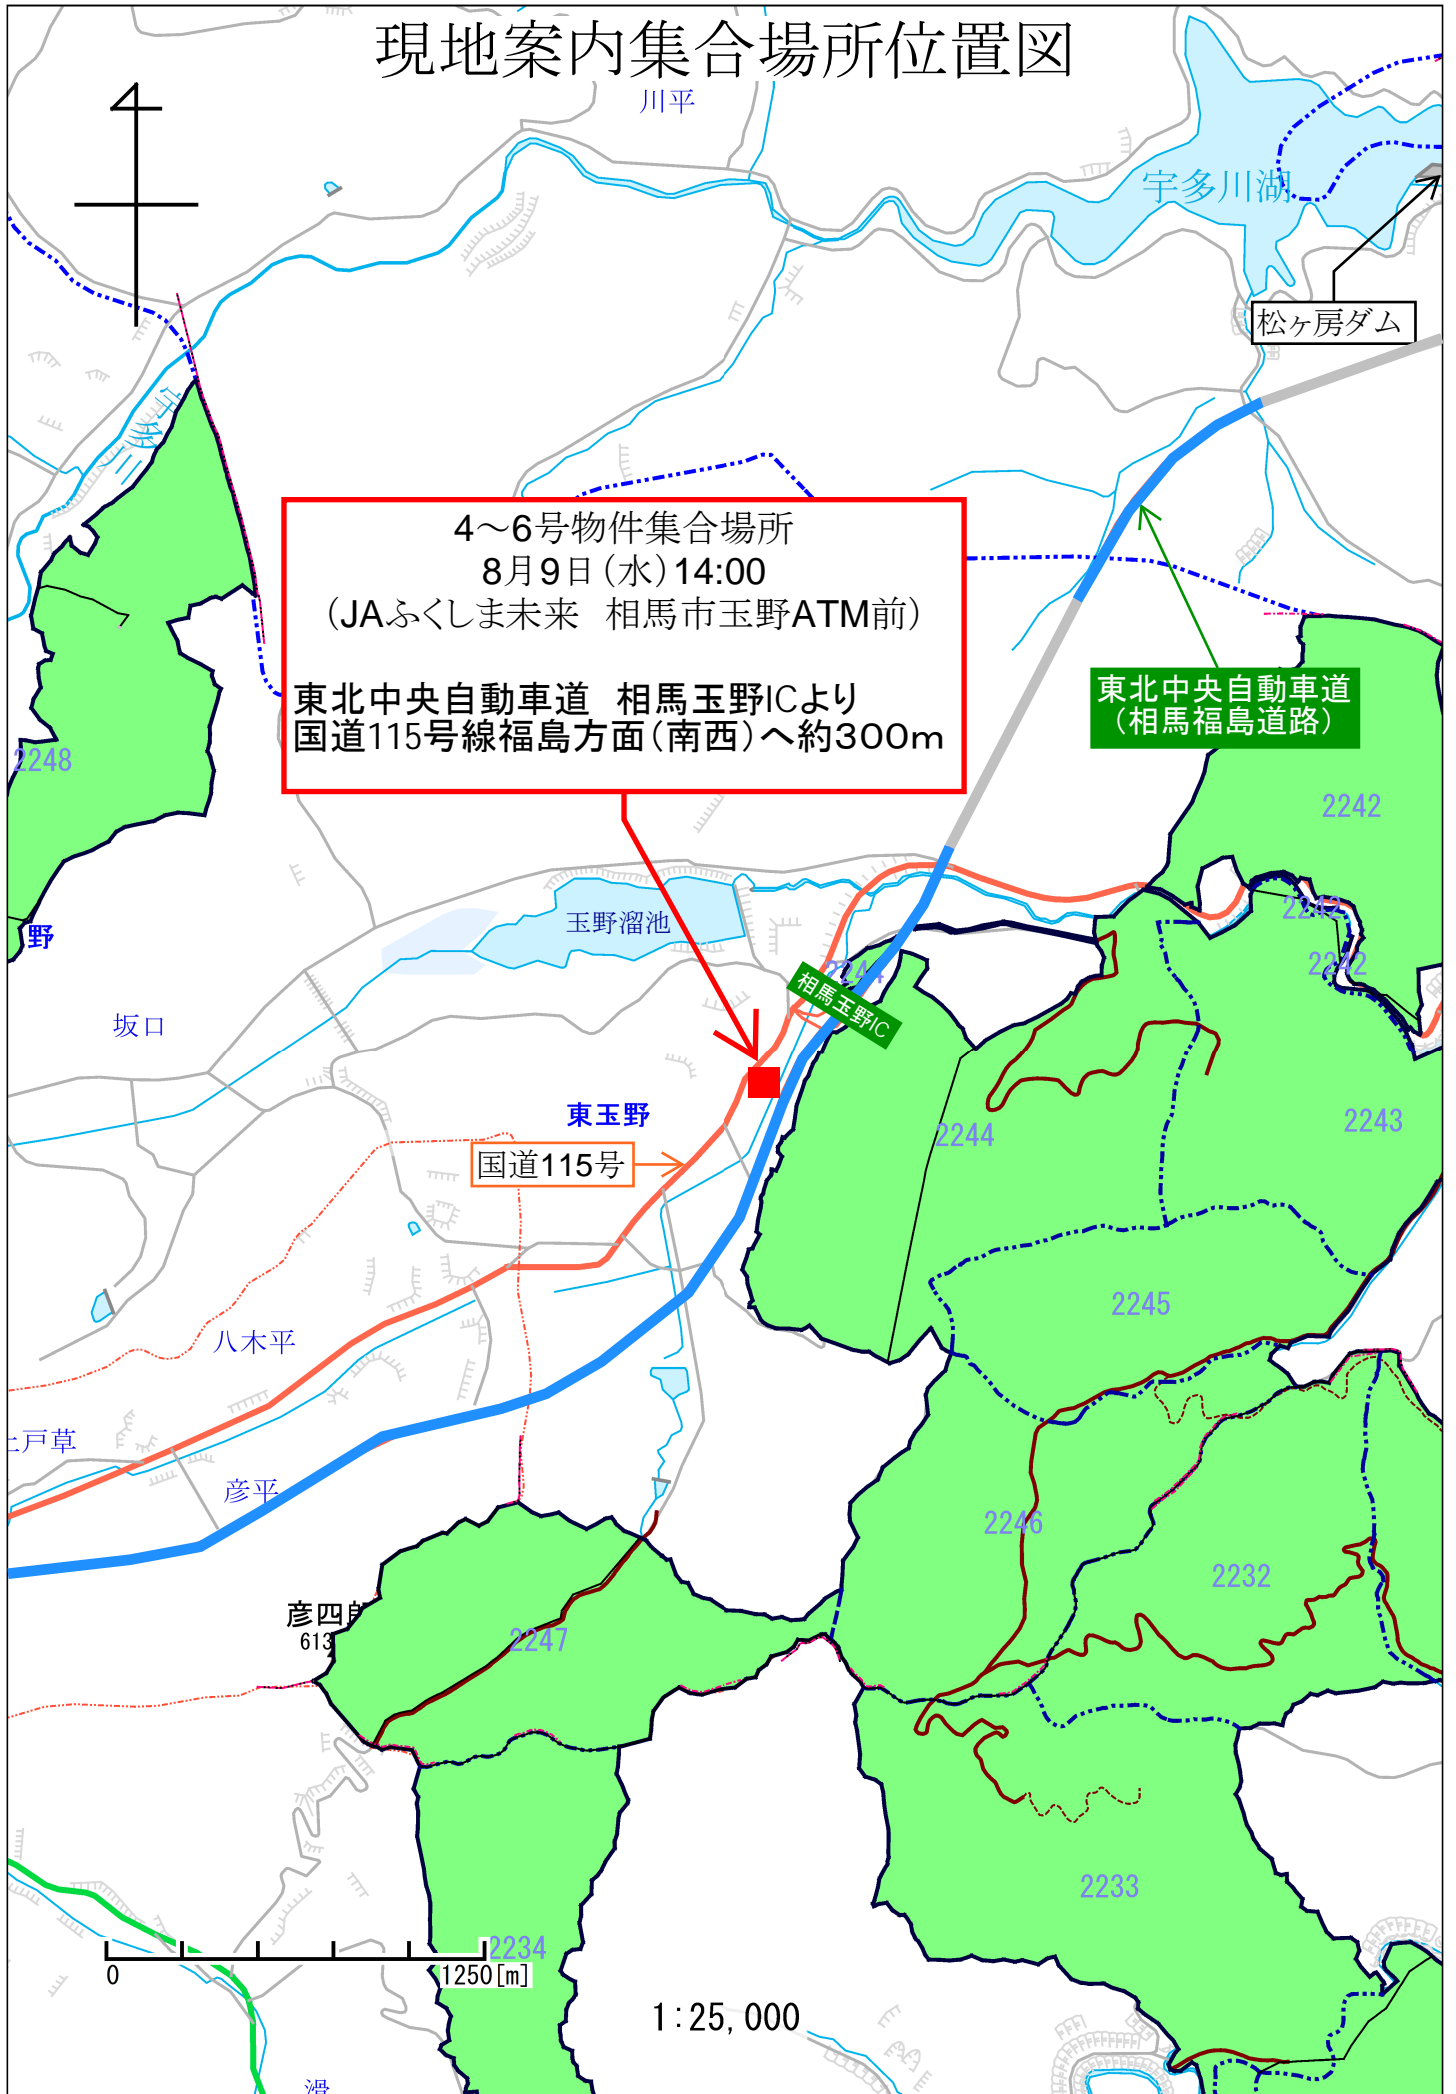 現地案内集合場所位置図
川平
宇多川湖
松ヶ房ダム
4～6号物件集合場所
8月9日（水）14:00
（JAふくしま未来　相馬市玉野ATM前）
東北中央自動車道　相馬玉野ICより
国道115号線福島方面（南西）へ約300m
東北中央自動車道
（相馬福島道路）
2248
2242
野
玉野溜池
2242
2242
2244
相馬玉野IC
坂口
東玉野
国道115号
2244
2243
2245
八木平
上戸草
彦平
2246
2232
彦四
613
2247
2233
2234
0
1250[m]
1:25,000
滑